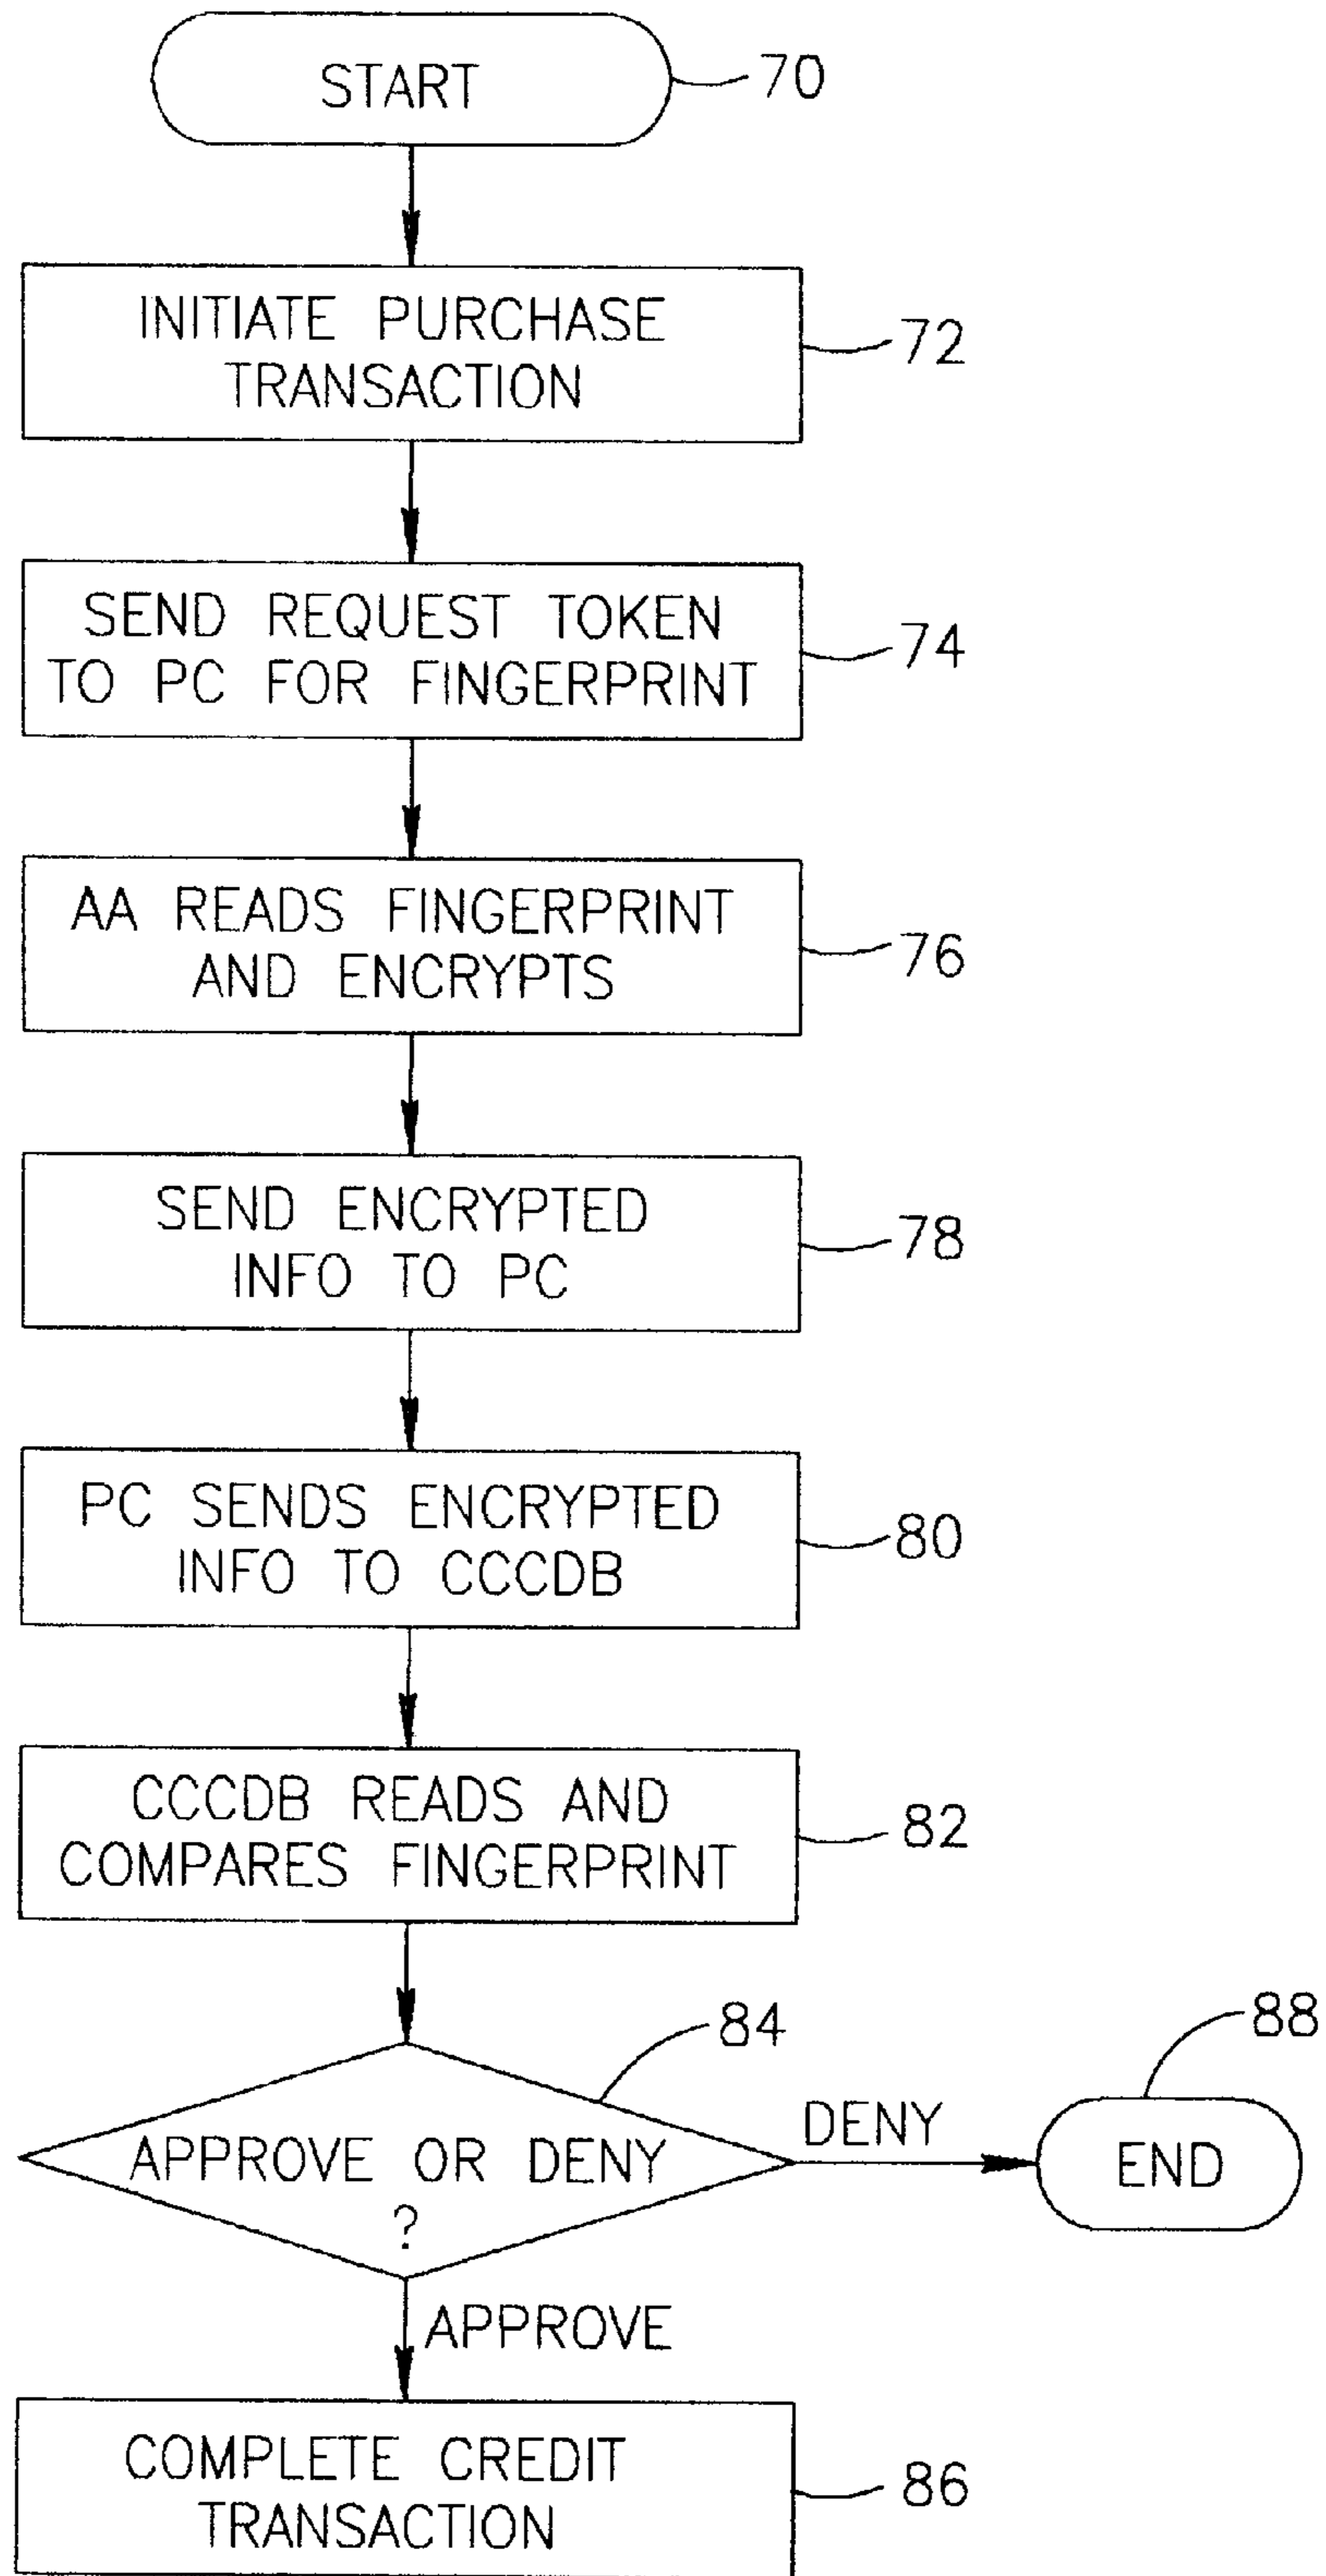 START
70
INITIATE PURCHASE
TRANSACTION
72
SEND REQUEST TOKEN
TO PC FOR FINGERPRINT
74
AA READS FINGERPRINT
AND ENCRYPTS
76
SEND ENCRYPTED
INFO TO PC
78
PC SENDS ENCRYPTED
INFO TO CCCDB
80
CCCDB READS AND
COMPARES FINGERPRINT
82
84
APPROVE OR DENY
?
DENY
88
END
APPROVE
COMPLETE CREDIT
TRANSACTION
86